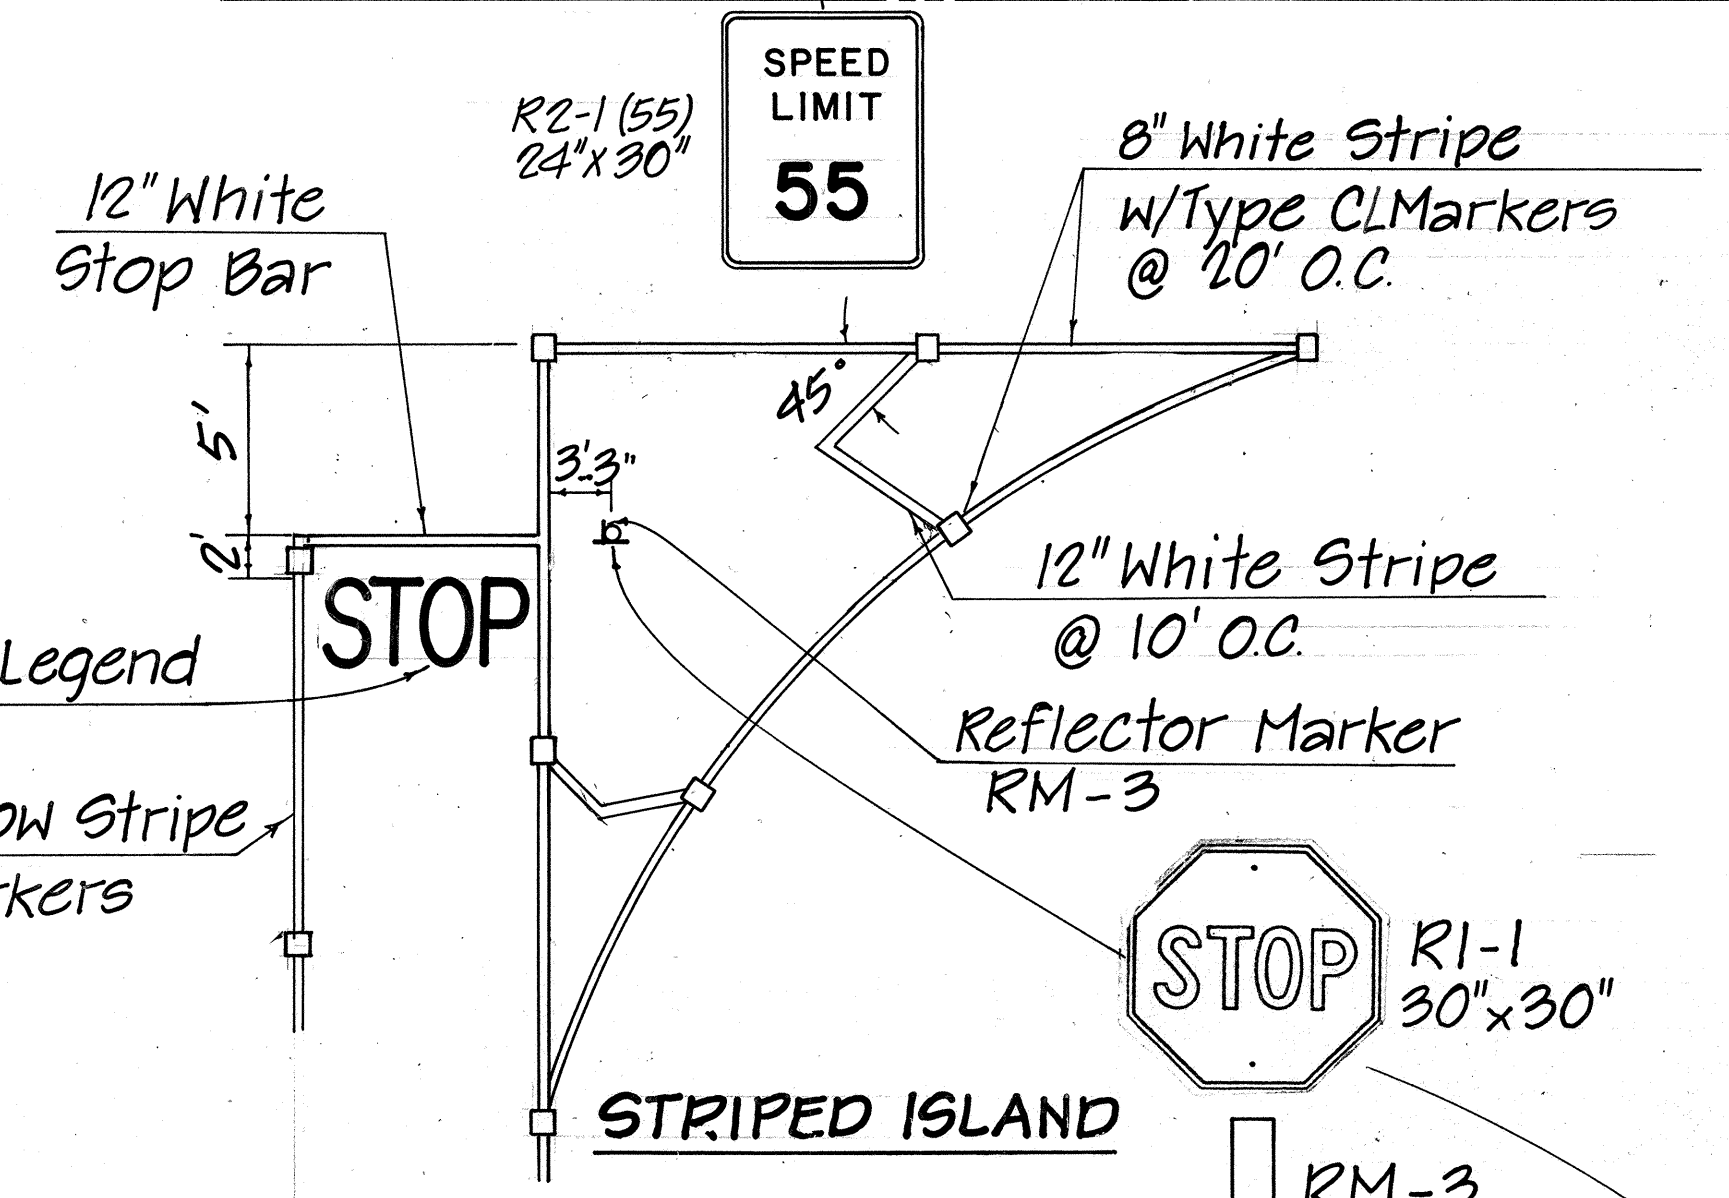 SPEED
LIMIT
55
R2-1 (55)
24"X30"
8" White Stripe
w/Type CLMarkers
@ 20' O.C.
12" White
Stop Bar
45°
5'
3'-3"
2'
STOP
12" White Stripe
@ 10' O.C.
Legend
Reflector Marker
RM-3
ow Stripe
rkers
STOP
R1-1
30"x30"
STRIPED ISLAND
RM-3